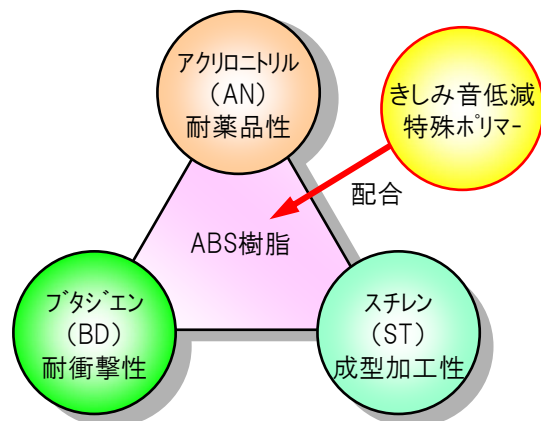 アクリロニトリル
（AN）
耐薬品性
きしみ音低減
特殊ポリマー
配合
ABS樹脂
ブタジエン
（BD）
耐衝撃性
スチレン
（ST）
成型加工性